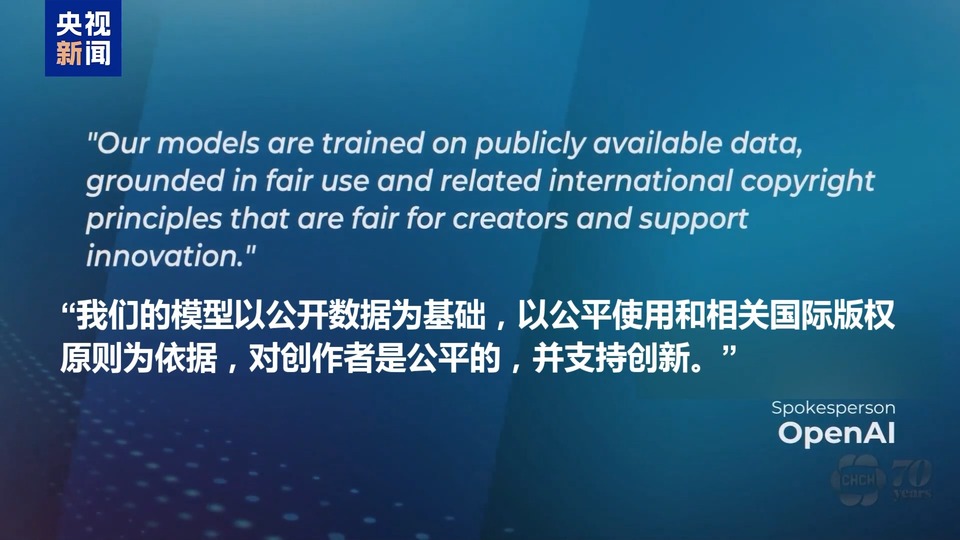 央视
新闻
"Our models are trained on publicly available data,
grounded in fair use and related international copyright
principles that are fair for creators and support
innovation."
“我们的模型以公开数据为基础，以公平使用和相关国际版权
原则为依据，对创作者是公平的，并支持创新。”
Spokesperson
OpenAI
CHCH 70
years